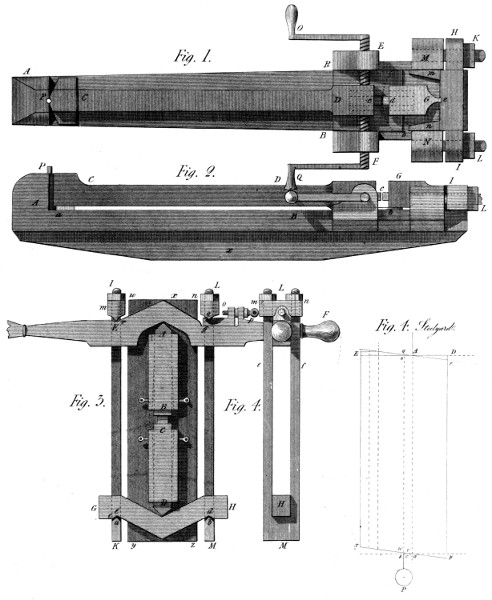 Fig. 1.
O
E
H
K
A
R
M
m
P
C
D
c
d
G
e
B
F
N
n
I
L
Fig. 2.
P
C
D
Q
c
G
I
A
a
B
L
x
I
w
x
n
L
m
L
n
m
F
A
Fig. 3.
B
Fig. 4.
C
e
f
D
G
H
H
K
y
z
M
M
Fig. 4. Steelyard.
E
A
D
P